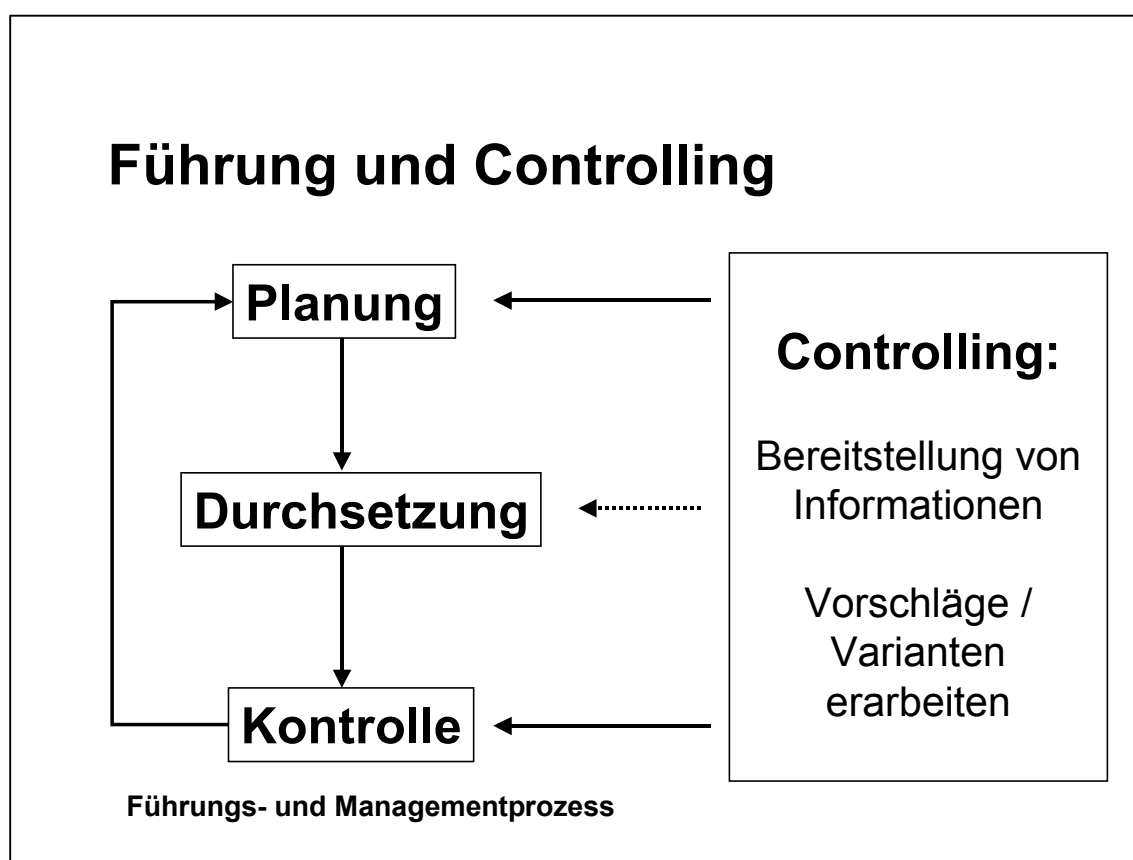 Führung und Controlling
Planung
Durchsetzung
Kontrolle
Führungs- und Managementprozess
Controlling:
Bereitstellung von
Informationen
Vorschläge /
Varianten
erarbeiten